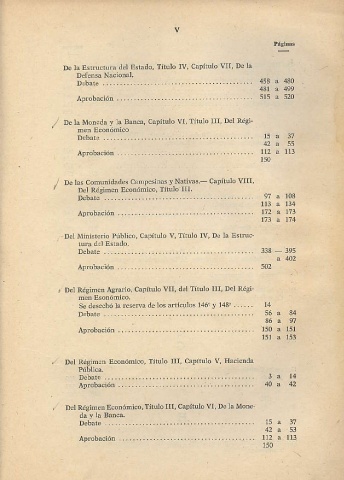 V
Páginas
De la Estructura del Estado, Título IV, Capítulo VII, De la
Defensa Nacional.
Debate 458 a 480
481 a 499
Aprobación 515 a 520
De la Moneda y la Banca, Capítulo VI, Título III, Del Régi-
men Económico
Debate 15 a 37
42 a 55
Aprobación 112 a 113
150
De las Comunidades Campesinas y Nativas.— Capítulo VIII,
Del Régimen Económico, Título III.
Debate 97 a 108
113 a 134
Aprobación 172 a 173
173 a 174
Del Ministerio Público, Capítulo V, Título IV, De la Estruc-
tura del Estado.
Debate 338 — 395
a 402
Aprobación 502
Del Régimen Agrario, Capítulo VII, del Título III, Del Régi-
men Económico.
Se desechó la reserva de los artículos 146º y 148º 14
Debate 56 a 84
86 a 97
Aprobación 150 a 151
151 a 153
Del Régimen Económico, Título III, Capítulo V, Hacienda
Pública.
Debate 3 a 14
Aprobación 40 a 42
Del Régimen Económico, Título III, Capítulo VI, De la Mone-
da y la Banca.
Debate 15 a 37
42 a 53
Aprobación 112 a 113
150